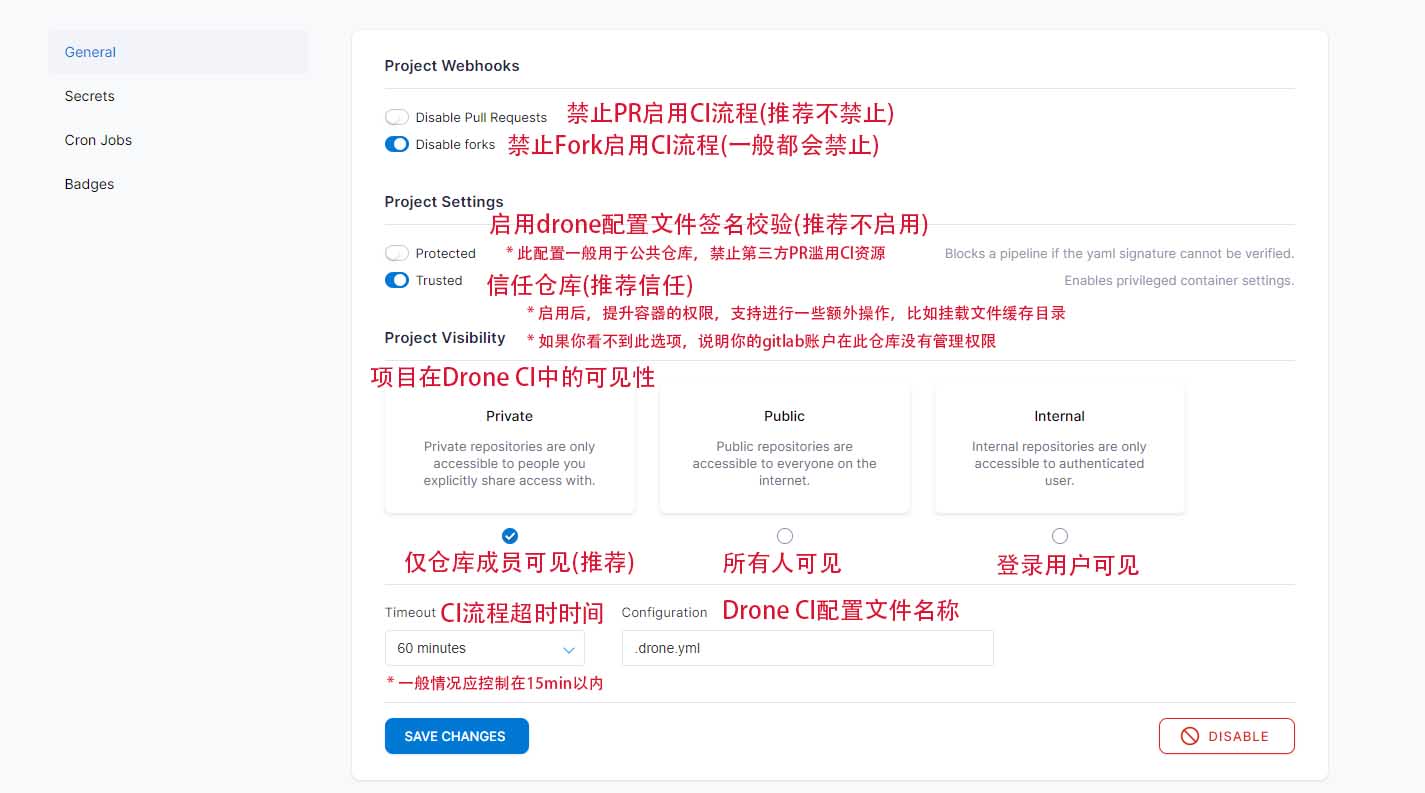 General
Secrets
Cron Jobs
Badges
Project Webhooks
Disable Pull Requests 禁止PR启用CI流程(推荐不禁止)
Disable forks 禁止Fork启用CI流程(一般都会禁止)
Project Settings
启用drone配置文件签名校验(推荐不启用)
Protected * 此配置一般用于公共仓库，禁止第三方PR滥用CI资源 Blocks a pipeline if the yaml signature cannot be verified.
Trusted 信任仓库(推荐信任) Enables privileged container settings.
* 启用后，提升容器的权限，支持进行一些额外操作，比如挂载文件缓存目录
Project Visibility * 如果你看不到此选项，说明你的gitlab账户在此仓库没有管理权限
项目在Drone CI中的可见性
Private
Private repositories are only
accessible to people you
explicitly share access with.
Public
Public repositories are
accessible to everyone on the
internet.
Internal
Internal repositories are only
accessible to authenticated
user.
仅仓库成员可见(推荐)
所有人可见
登录用户可见
Timeout CI流程超时时间
Configuration Drone CI配置文件名称
60 minutes
.drone.yml
* 一般情况应控制在15min以内
SAVE CHANGES
DISABLE